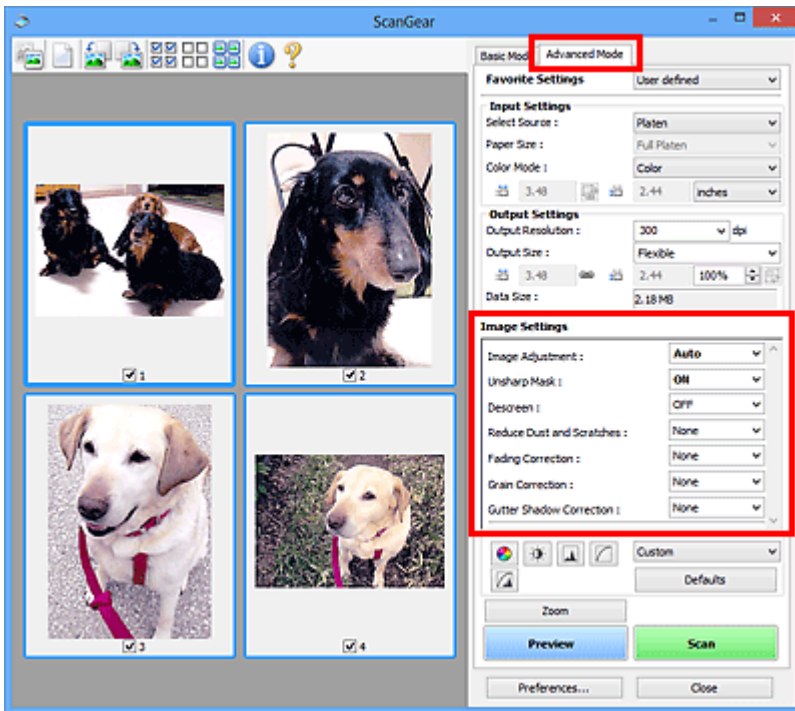 ScanGear
Basic Mod Advanced Mode
Favorite Settings User defined
Input Settings
Select Source : Platen
Paper Size : Full Platen
Color Mode : Color
3.48 2.44 inches
Output Settings
Output Resolution : 300 dpi
Output Size : Flexible
3.48 2.44 100%
Data Size : 2.18 MB
Image Settings
Image Adjustment : Auto
Unsharp Mask : ON
Descreen : OFF
Reduce Dust and Scratches : None
Fading Correction : None
Grain Correction : None
Gutter Shadow Correction : None
Custom
Defaults
Zoom
Preview Scan
Preferences... Close
1
2
3
4